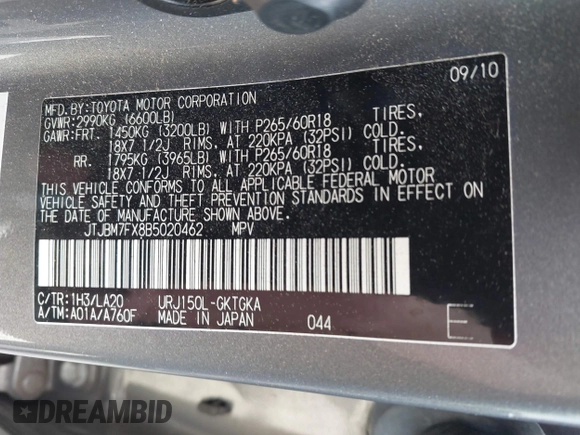 09/10
MFD.BY:TOYOTA MOTOR CORPORATION
GVWR:2990KG (6600LB)
GAWR:FRT. 1450KG (3200LB) WITH P265/60R18 TIRES,
18X7 1/2J RIMS, AT 220KPA (32PSI) COLD.
RR. 1795KG (3965LB) WITH P265/60R18 TIRES,
18X7 1/2J RIMS, AT 220KPA (32PSI) COLD.
THIS VEHICLE CONFORMS TO ALL APPLICABLE FEDERAL MOTOR
VEHICLE SAFETY AND THEFT PREVENTION STANDARDS IN EFFECT ON
THE DATE OF MANUFACTURE SHOWN ABOVE.
JTJBM7FX8B5020462 MPV
C/TR:1H3/LA20 URJ150L-GKTGKA
A/TM:A01A/A760F MADE IN JAPAN 044 E
DREAMBID